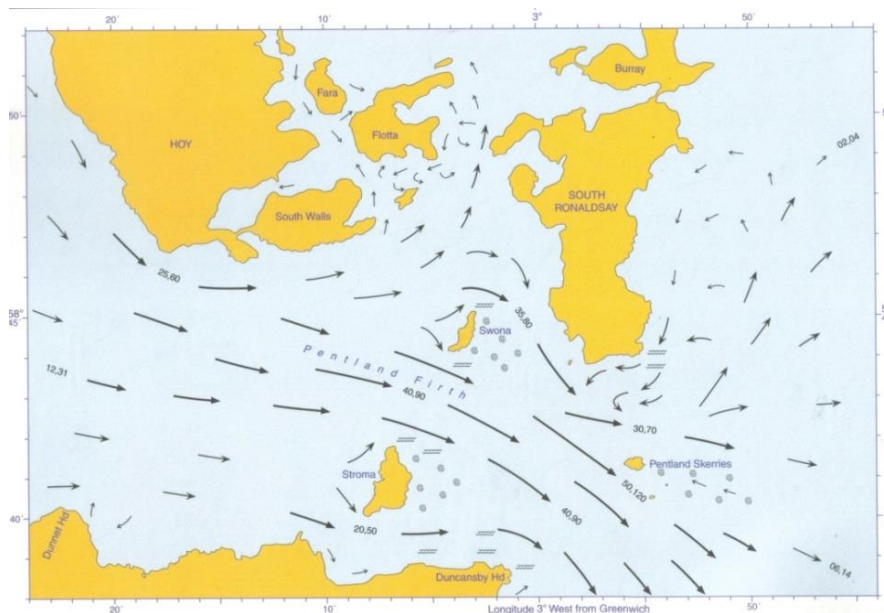 20'
10'
3°
50'
Burray
Fara
50'
Flotta
HOY
02,04
SOUTH
RONALDSAY
South Walls
25,60
58°
45'
35,80
Swona
Pentland Firth
12,31
40,90
30,70
Stroma
Pentland Skerries
50,120
40'
40,90
20,50
Dunnet Hd
06,14
Duncansby Hd
20'
10'
Longitude 3° West from Greenwich
50'